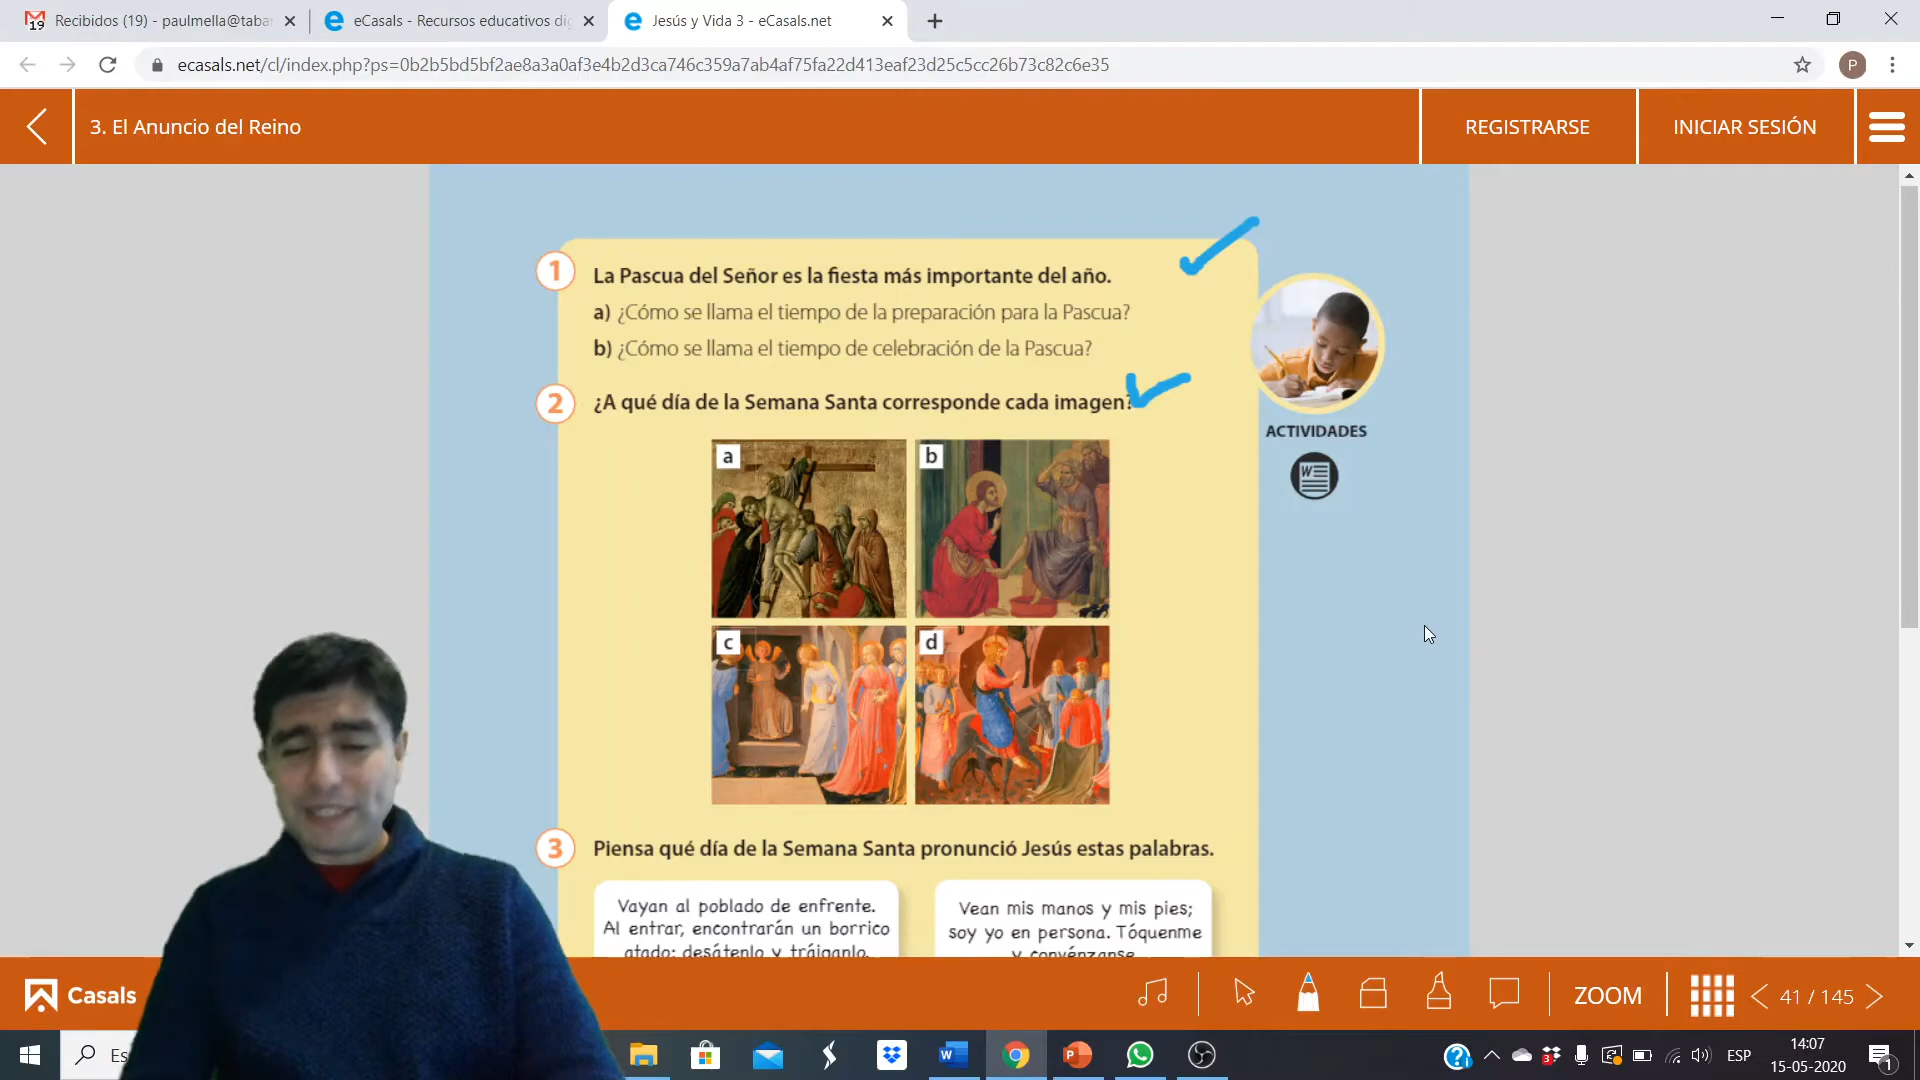 Recibidos (19) - paulmella@taba
eCasals - Recursos educativos di
Jesús y Vida 3 - eCasals.net
ecasals.net/cl/index.php?ps=0b2b5bd5bf2ae8a3a0af3e4b2d3ca746c359a7ab4af75fa22d413eaf23d25c5cc26b73c82c6e35
P
3. El Anuncio del Reino
REGISTRARSE
INICIAR SESIÓN
1 La Pascua del Señor es la fiesta más importante del año.
a) ¿Cómo se llama el tiempo de la preparación para la Pascua?
b) ¿Cómo se llama el tiempo de celebración de la Pascua?
2 ¿A qué día de la Semana Santa corresponde cada imagen?
ACTIVIDADES
W
a
b
c
d
3 Piensa qué día de la Semana Santa pronunció Jesús estas palabras.
Vayan al poblado de enfrente.
Al entrar, encontrarán un borrico
atado; desátenlo y tráiganlo.
Vean mis manos y mis pies;
soy yo en persona. Tóquenme
y convénzanse
Casals
ZOOM
41 / 145
Es
ESP
14:07
15-05-2020
1